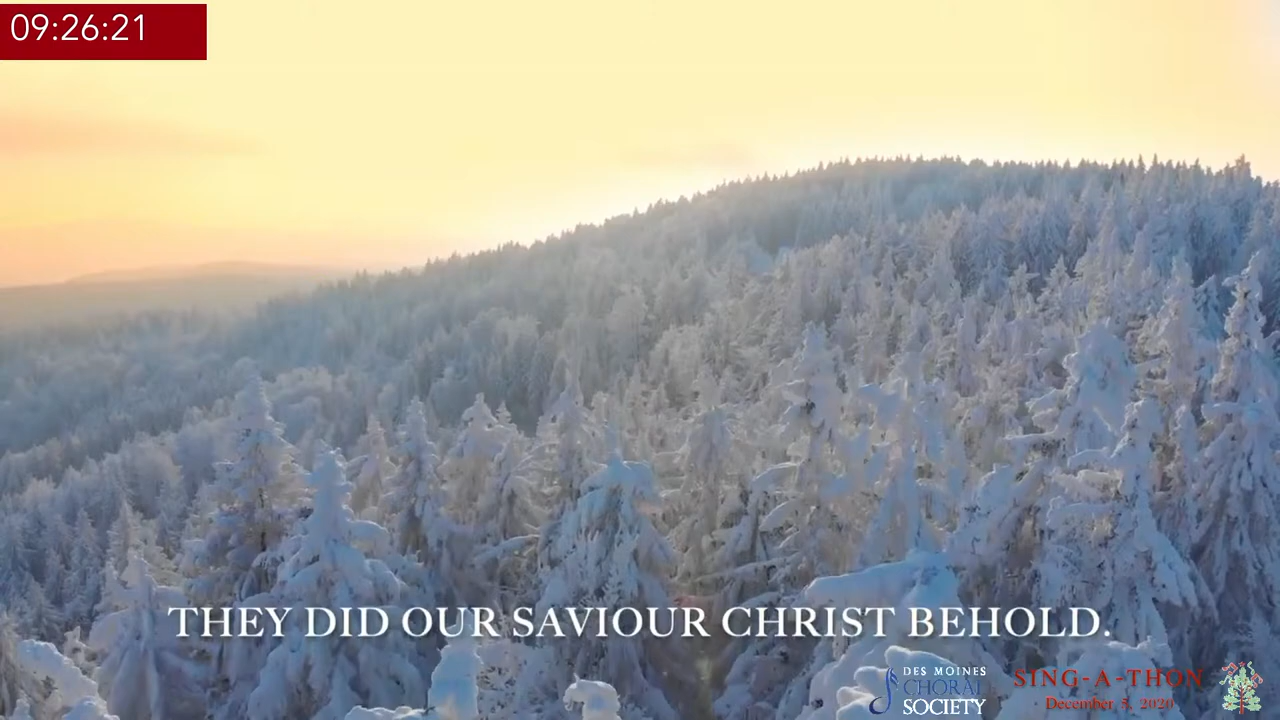 09:26:21
THEY DID OUR SAVIOUR CHRIST BEHOLD.
DES MOINES
CHORAL
SOCIETY
SING-A-THON
December 5, 2020